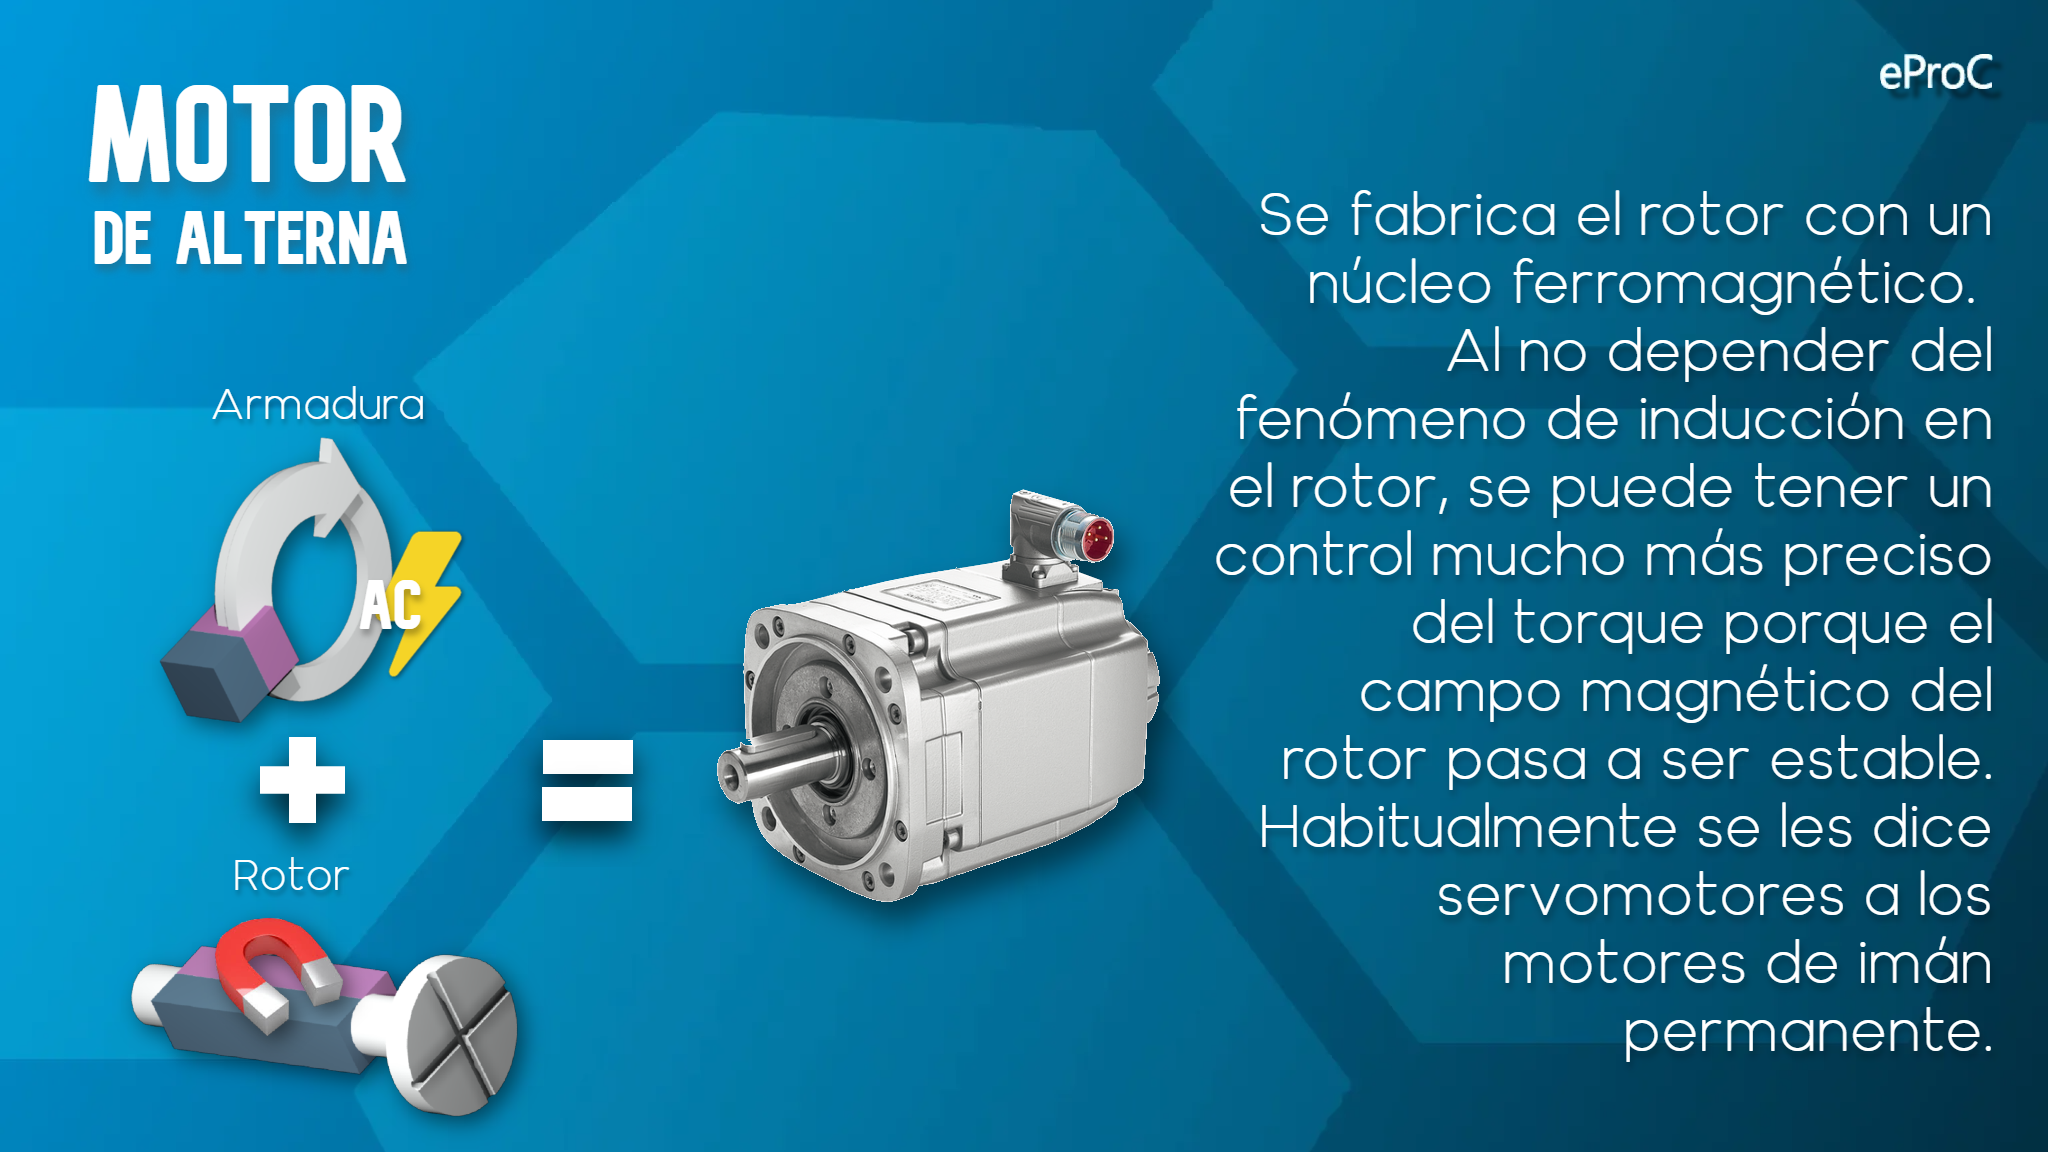 eProC
MOTOR
DE ALTERNA
Armadura
AC
Rotor
Se fabrica el rotor con un
núcleo ferromagnético.
Al no depender del
fenómeno de inducción en
el rotor, se puede tener un
control mucho más preciso
del torque porque el
campo magnético del
rotor pasa a ser estable.
Habitualmente se les dice
servomotores a los
motores de imán
permanente.